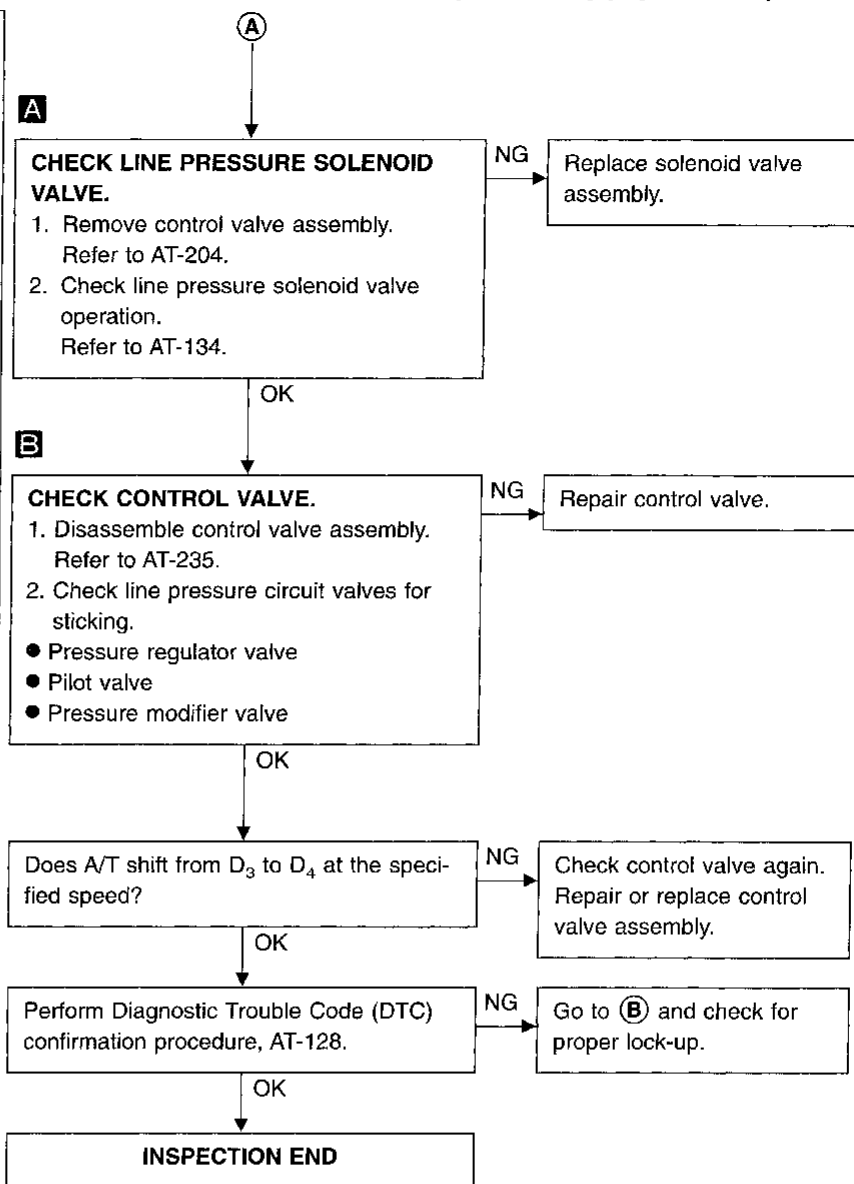 A
A
CHECK LINE PRESSURE SOLENOID
VALVE.
1. Remove control valve assembly.
Refer to AT-204.
2. Check line pressure solenoid valve
operation.
Refer to AT-134.
NG
Replace solenoid valve
assembly.
OK
B
CHECK CONTROL VALVE.
1. Disassemble control valve assembly.
Refer to AT-235.
2. Check line pressure circuit valves for
sticking.
● Pressure regulator valve
● Pilot valve
● Pressure modifier valve
NG
Repair control valve.
OK
Does A/T shift from D3 to D4 at the speci-
fied speed?
NG
Check control valve again.
Repair or replace control
valve assembly.
OK
Perform Diagnostic Trouble Code (DTC)
confirmation procedure, AT-128.
NG
Go to B and check for
proper lock-up.
OK
INSPECTION END